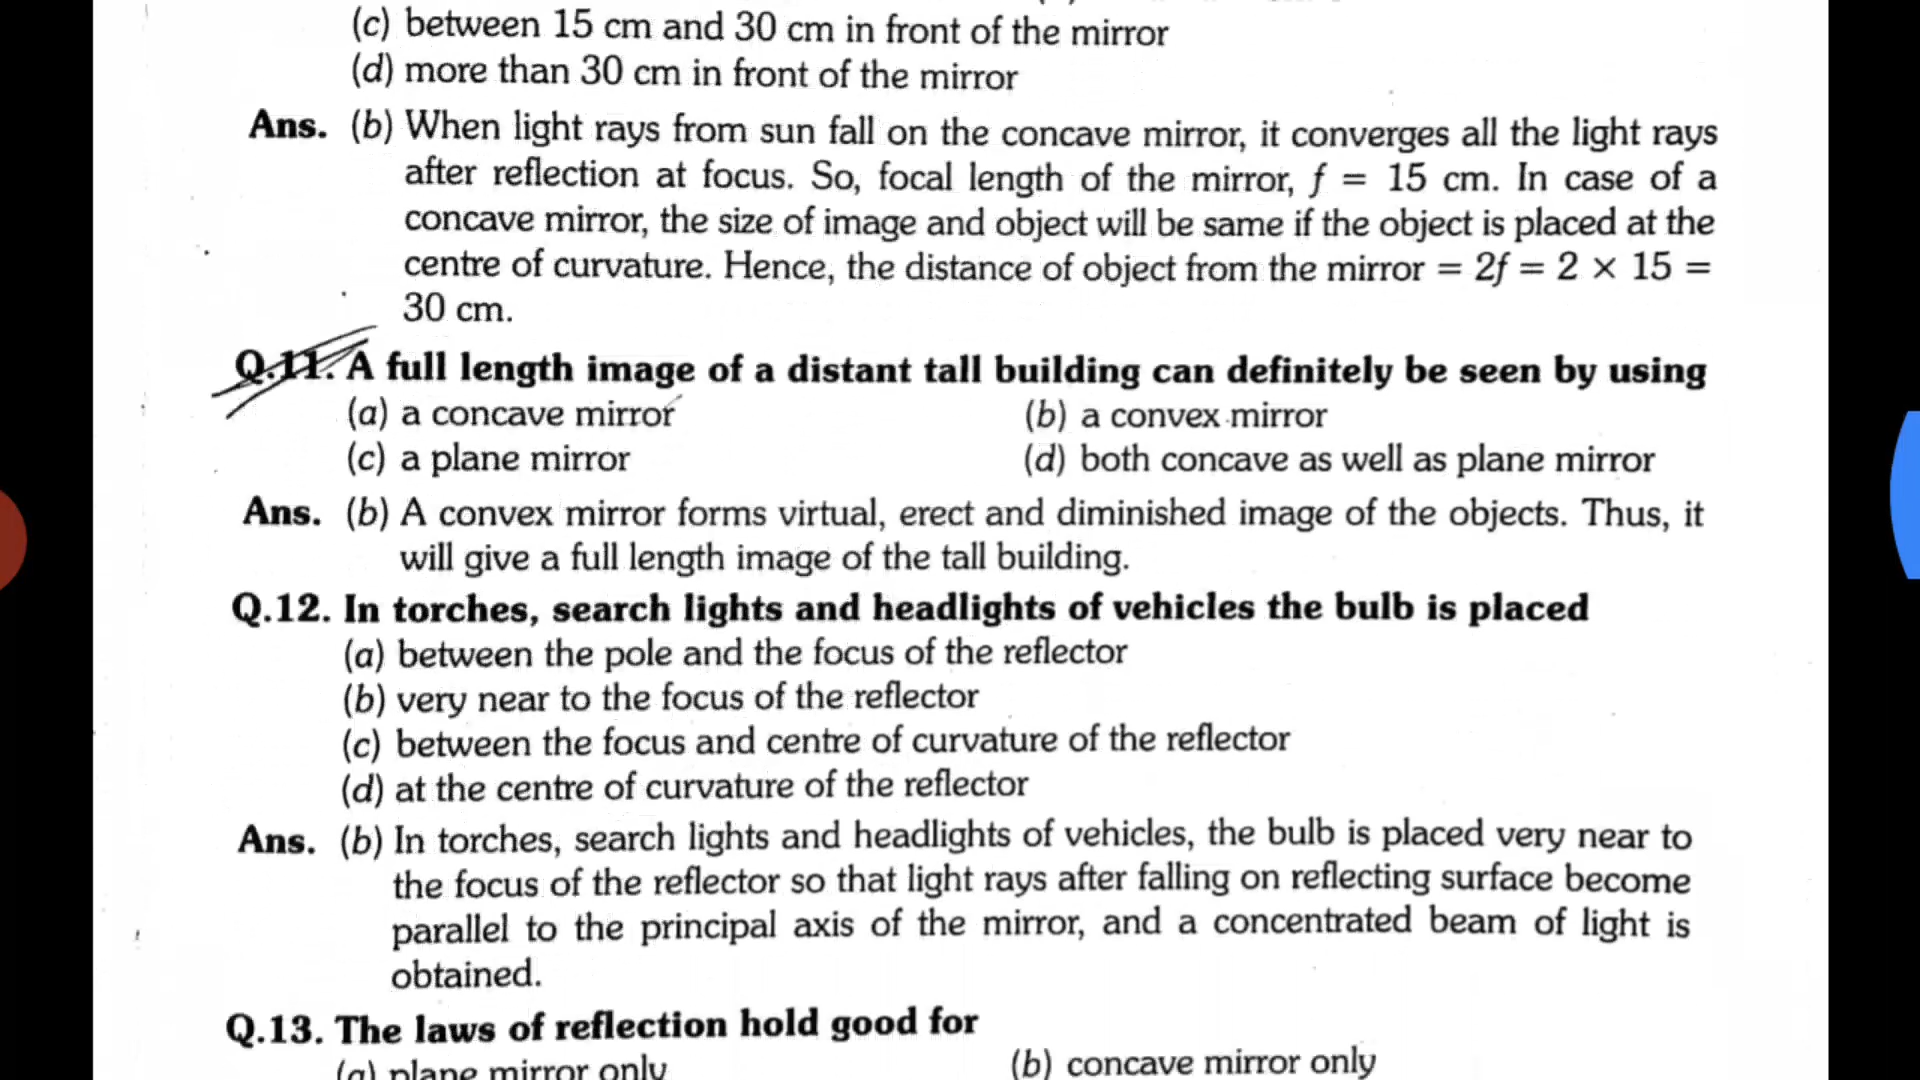 (c) between 15 cm and 30 cm in front of the mirror
(d) more than 30 cm in front of the mirror
Ans. (b) When light rays from sun fall on the concave mirror, it converges all the light rays
after reflection at focus. So, focal length of the mirror, f = 15 cm. In case of a
concave mirror, the size of image and object will be same if the object is placed at the
centre of curvature. Hence, the distance of object from the mirror = 2f = 2 × 15 =
30 cm.
Q.11. A full length image of a distant tall building can definitely be seen by using
(a) a concave mirror (b) a convex mirror
(c) a plane mirror (d) both concave as well as plane mirror
Ans. (b) A convex mirror forms virtual, erect and diminished image of the objects. Thus, it
will give a full length image of the tall building.
Q.12. In torches, search lights and headlights of vehicles the bulb is placed
(a) between the pole and the focus of the reflector
(b) very near to the focus of the reflector
(c) between the focus and centre of curvature of the reflector
(d) at the centre of curvature of the reflector
Ans. (b) In torches, search lights and headlights of vehicles, the bulb is placed very near to
the focus of the reflector so that light rays after falling on reflecting surface become
parallel to the principal axis of the mirror, and a concentrated beam of light is
obtained.
Q.13. The laws of reflection hold good for
(a) plane mirror only (b) concave mirror only